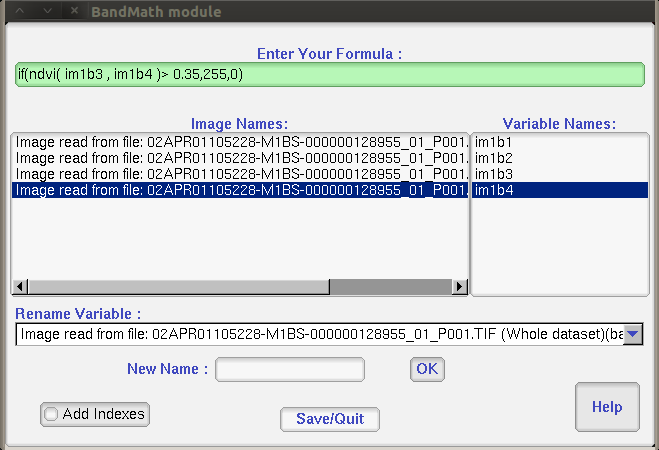 BandMath module
Enter Your Formula :
if(ndvi( im1b3 , im1b4 )> 0.35,255,0)
Image Names:
Variable Names:
Image read from file: 02APR01105228-M1BS-000000128955_01_P001.
im1b1
Image read from file: 02APR01105228-M1BS-000000128955_01_P001.
im1b2
Image read from file: 02APR01105228-M1BS-000000128955_01_P001.
im1b3
Image read from file: 02APR01105228-M1BS-000000128955_01_P001.
im1b4
Rename Variable :
Image read from file: 02APR01105228-M1BS-000000128955_01_P001.TIF (Whole dataset)(ba
New Name :
OK
Add Indexes
Save/Quit
Help